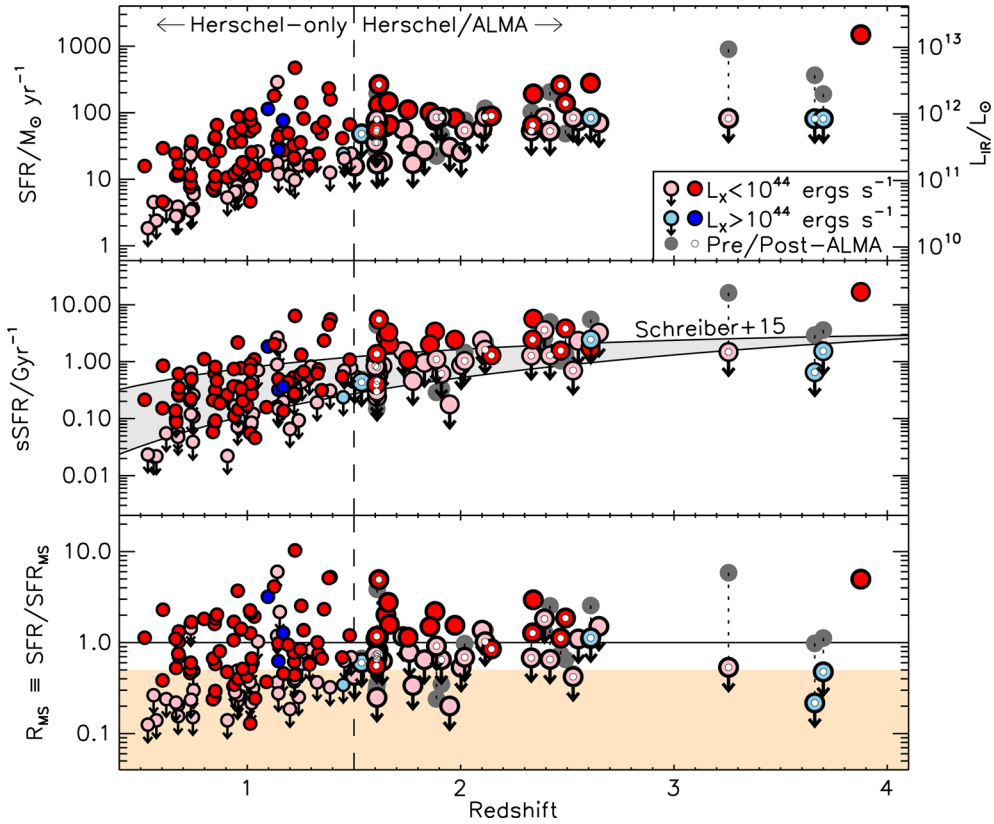 ← Herschel-only
Herschel/ALMA →
SFR/M⊙ yr⁻¹
1000
100
10
1
L_IR/L⊙
10¹³
10¹²
10¹¹
10¹⁰
L_x<10⁴⁴ ergs s⁻¹
L_x>10⁴⁴ ergs s⁻¹
Pre/Post-ALMA
sSFR/Gyr⁻¹
10.00
1.00
0.10
0.01
Schreiber+15
R_MS ≡ SFR/SFR_MS
10.0
1.0
0.1
1 2 3 4
Redshift